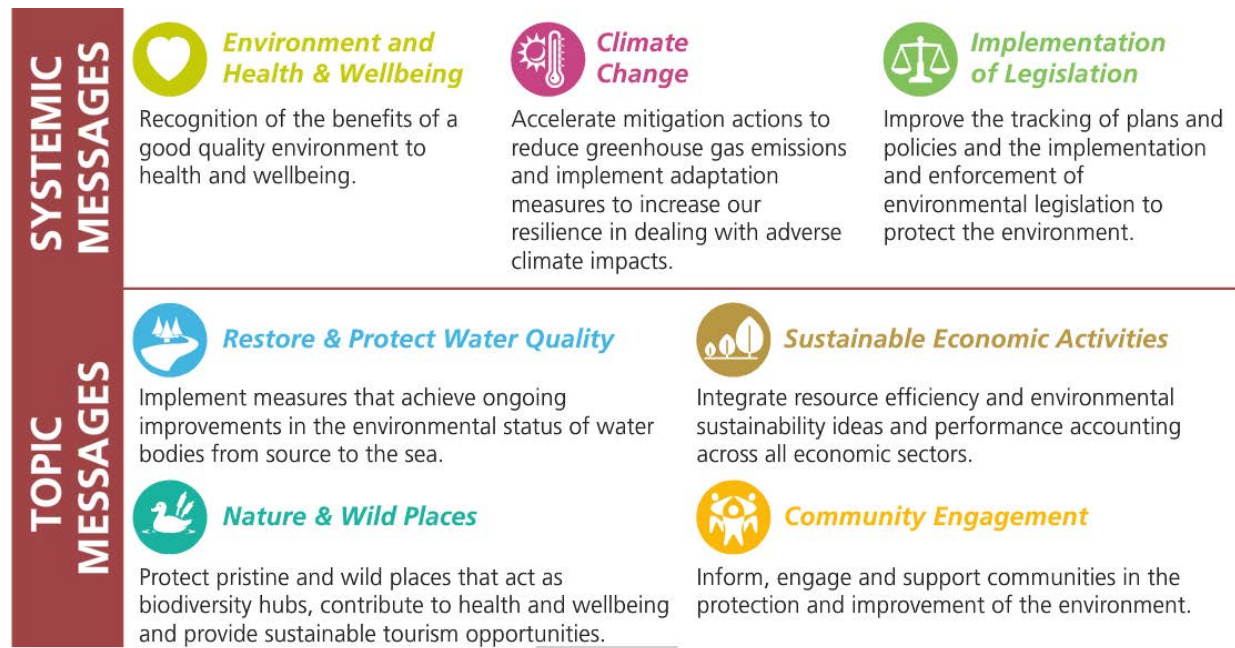 SYSTEMIC
MESSAGES
Environment and
Health & Wellbeing
Recognition of the benefits of a
good quality environment to
health and wellbeing.
Climate
Change
Accelerate mitigation actions to
reduce greenhouse gas emissions
and implement adaptation
measures to increase our
resilience in dealing with adverse
climate impacts.
Implementation
of Legislation
Improve the tracking of plans and
policies and the implementation
and enforcement of
environmental legislation to
protect the environment.
TOPIC
MESSAGES
Restore & Protect Water Quality
Implement measures that achieve ongoing
improvements in the environmental status of water
bodies from source to the sea.
Sustainable Economic Activities
Integrate resource efficiency and environmental
sustainability ideas and performance accounting
across all economic sectors.
Nature & Wild Places
Protect pristine and wild places that act as
biodiversity hubs, contribute to health and wellbeing
and provide sustainable tourism opportunities.
Community Engagement
Inform, engage and support communities in the
protection and improvement of the environment.